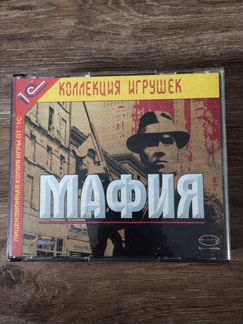 1С
КОЛЛЕКЦИЯ ИГРУШЕК
ЛИЦЕНЗИОННАЯ КОПИЯ ИГРЫ ОТ "1С"
МАФИЯ